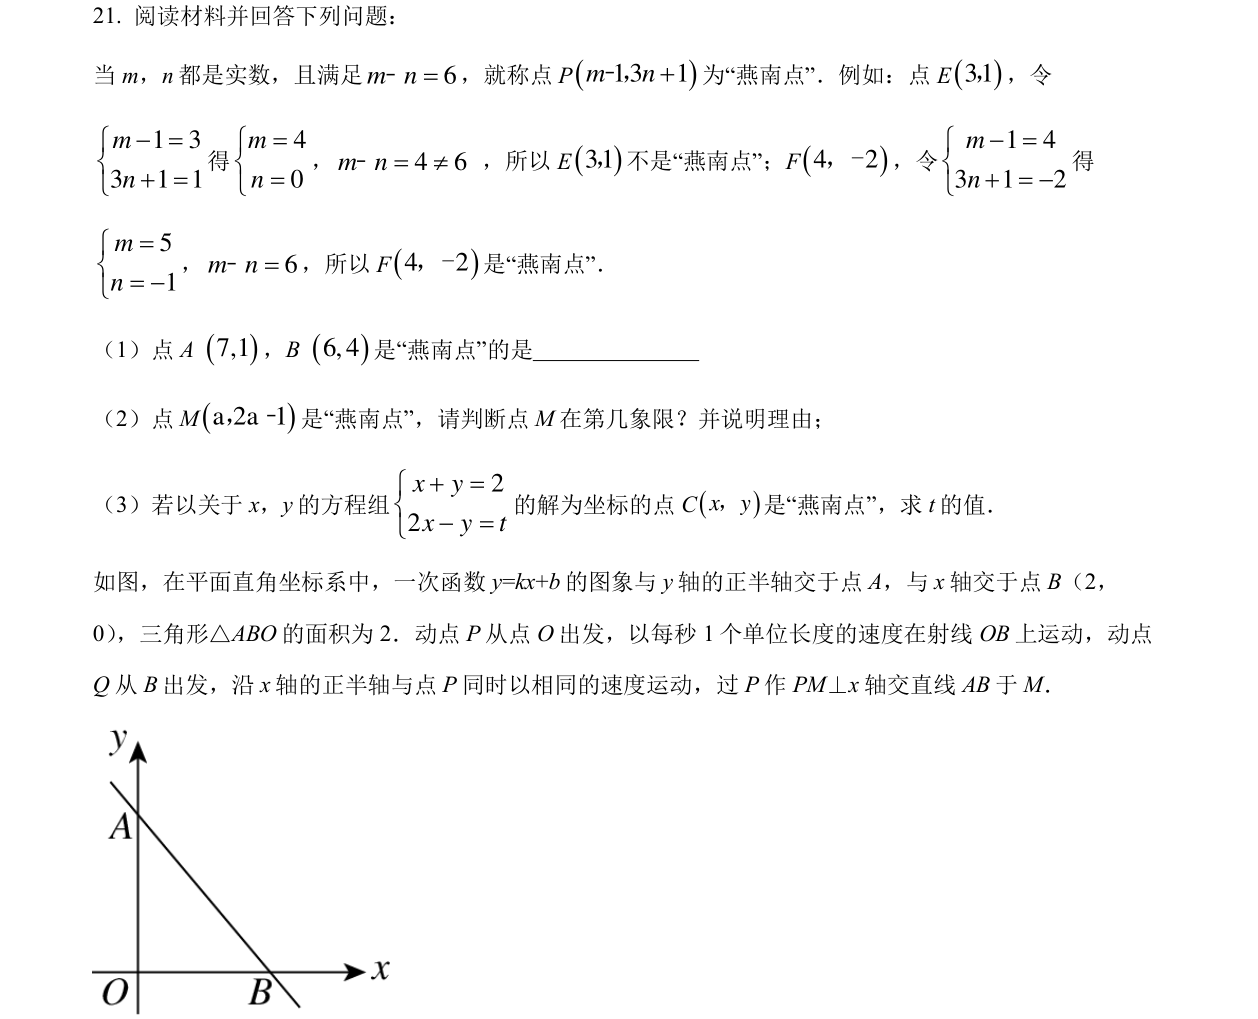 21. 阅读材料并回答下列问题：
当 m，n 都是实数，且满足 m- n = 6，就称点 P(m-1,3n+1) 为“燕南点”．例如：点 E(3,1)，令
{m-1=3 3n+1=1 得 {m=4 n=0，m- n = 4 ≠ 6 ，所以 E(3,1) 不是“燕南点”；F(4，-2)，令 {m-1=4 3n+1=-2 得
{m=5 n=-1，m- n = 6，所以 F(4，-2) 是“燕南点”．
（1）点 A (7,1)，B (6,4) 是“燕南点”的是______________
（2）点 M(a,2a -1) 是“燕南点”，请判断点 M 在第几象限？并说明理由；
（3）若以关于 x，y 的方程组 {x+y=2 2x-y=t 的解为坐标的点 C(x，y) 是“燕南点”，求 t 的值．
如图，在平面直角坐标系中，一次函数 y=kx+b 的图象与 y 轴的正半轴交于点 A，与 x 轴交于点 B（2，
0），三角形△ABO 的面积为 2．动点 P 从点 O 出发，以每秒 1 个单位长度的速度在射线 OB 上运动，动点
Q 从 B 出发，沿 x 轴的正半轴与点 P 同时以相同的速度运动，过 P 作 PM⊥x 轴交直线 AB 于 M．
y
A
x
O
B